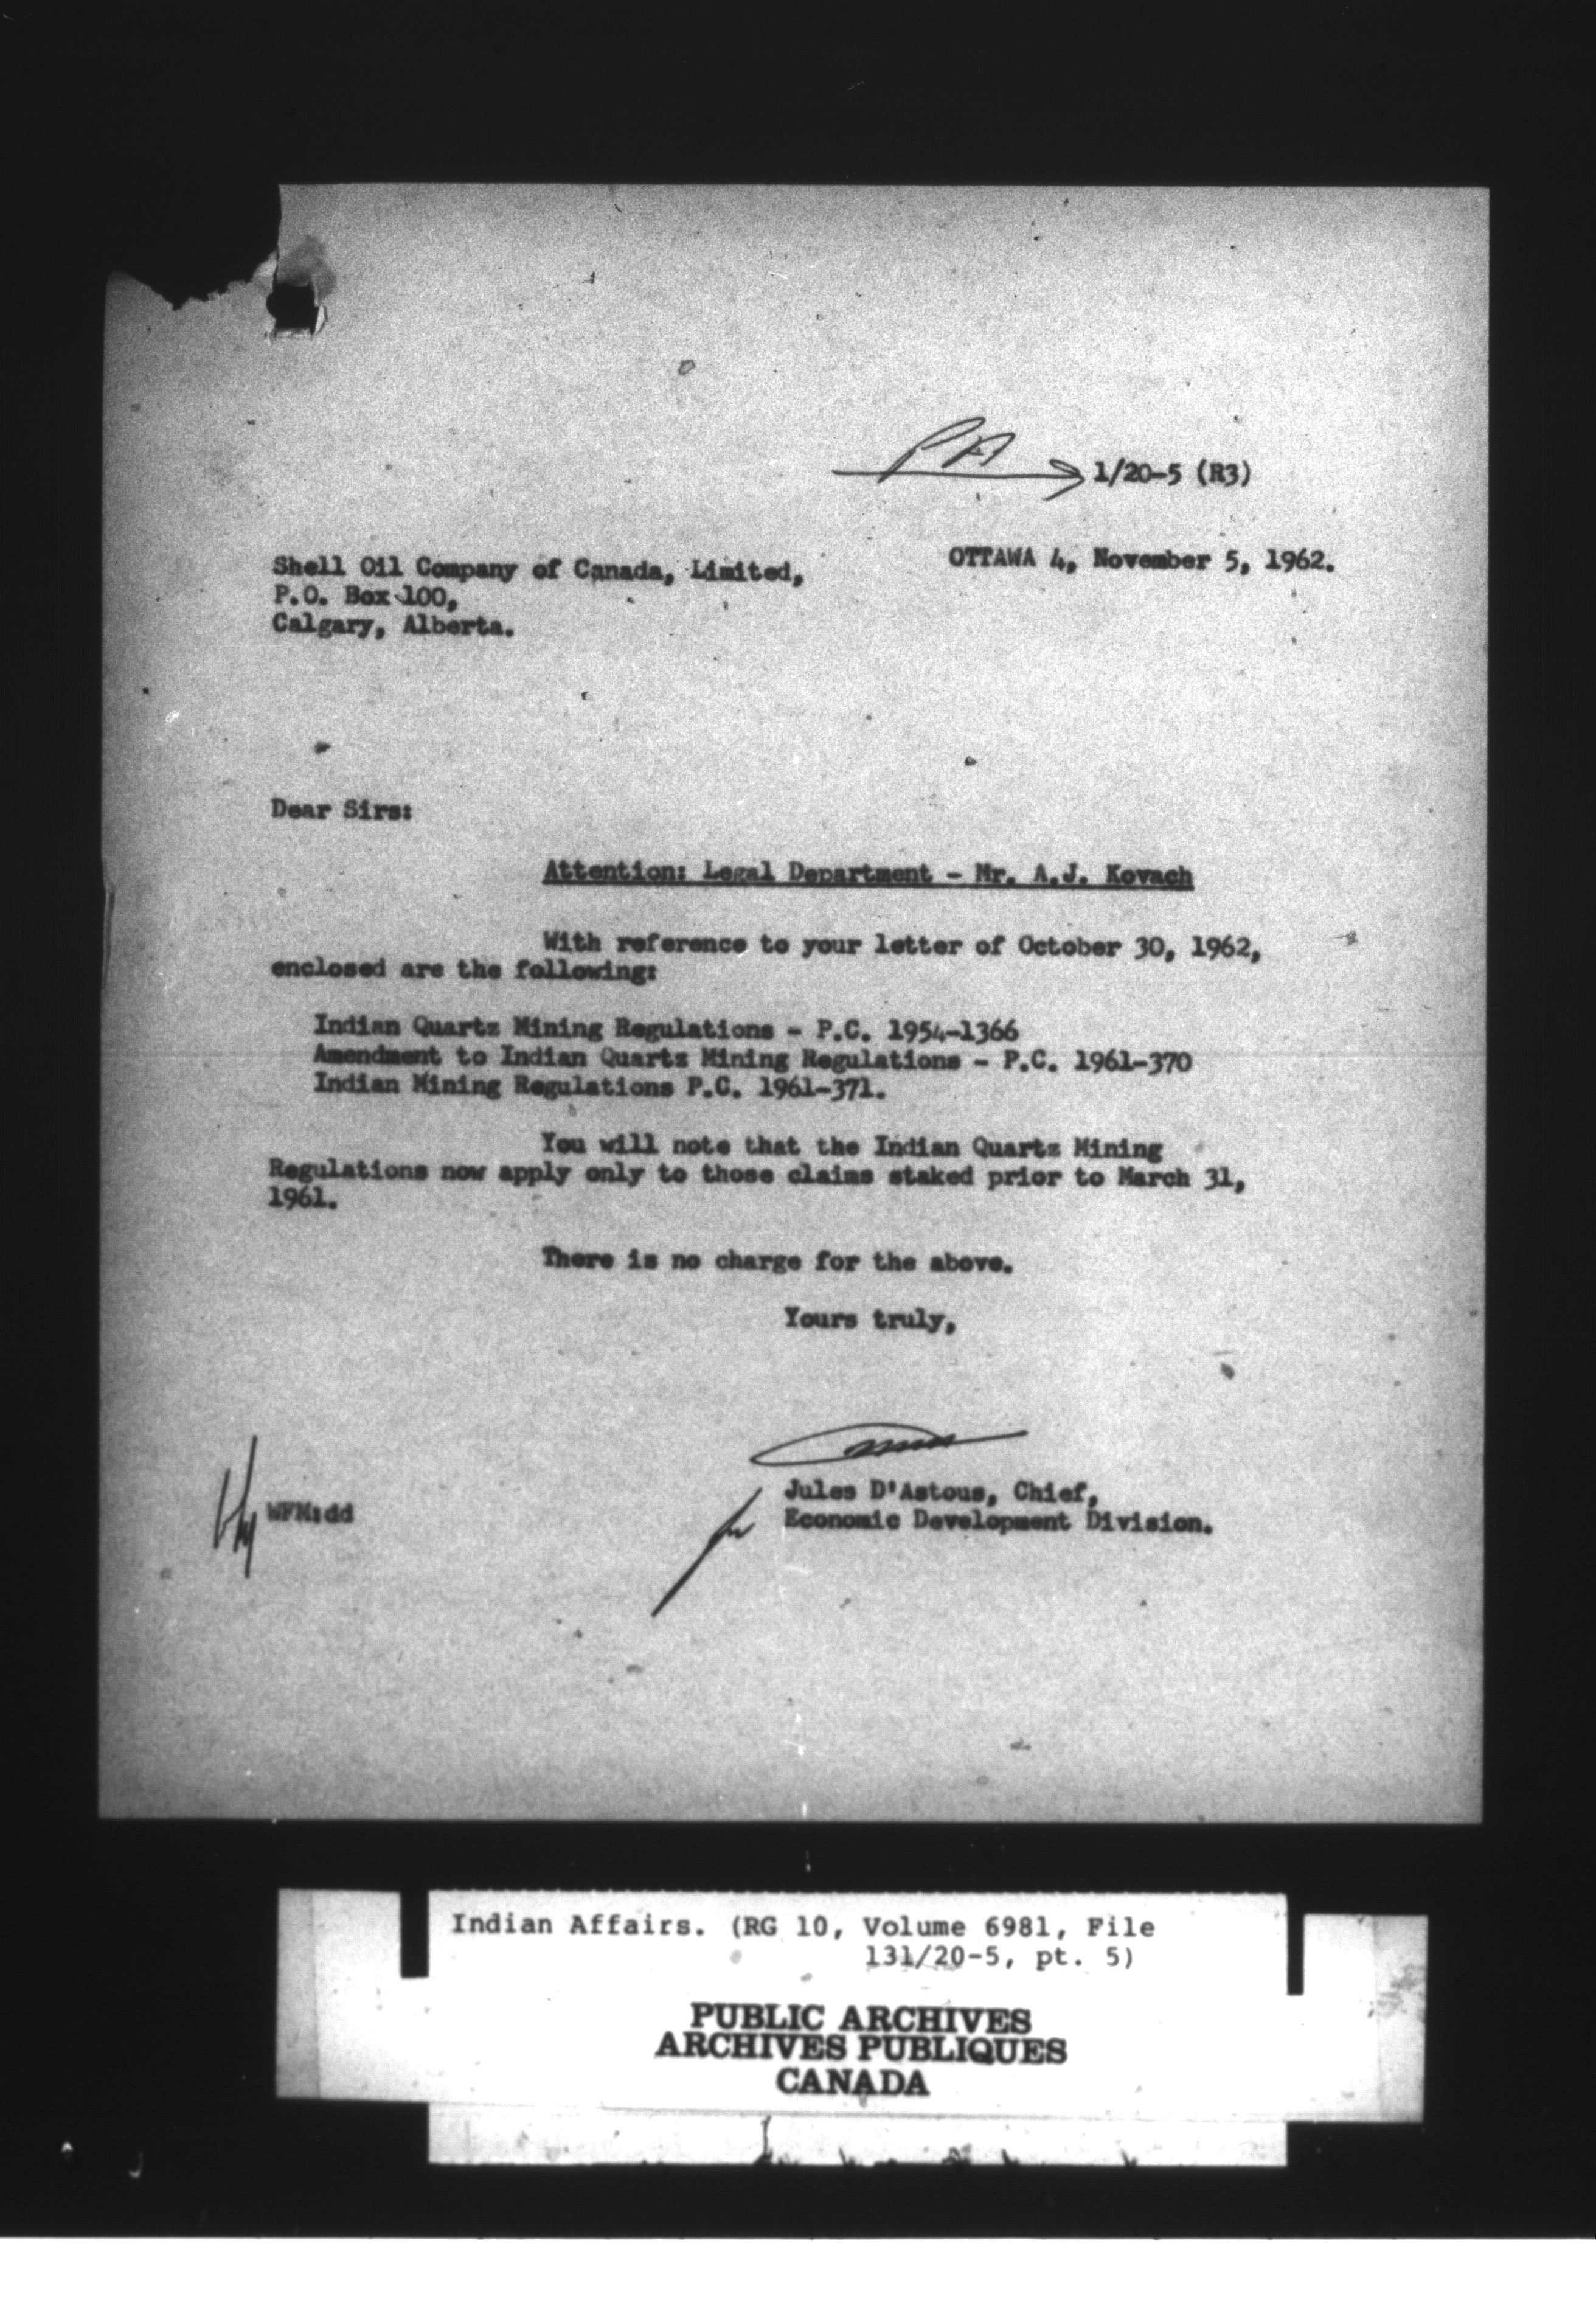 PA
1/20-5 (R3)
OTTAWA 4, November 5, 1962.
Shell Oil Company of Canada, Limited,
P.O. Box 100,
Calgary, Alberta.
Dear Sirs:
Attention: Legal Department - Mr. A.J. Kovach
With reference to your letter of October 30, 1962,
enclosed are the following:
Indian Quartz Mining Regulations - P.C. 1954-1366
Amendment to Indian Quartz Mining Regulations - P.C. 1961-370
Indian Mining Regulations P.C. 1961-371.
You will note that the Indian Quartz Mining
Regulations now apply only to those claims staked prior to March 31,
1961.
There is no charge for the above.
Yours truly,
Jules D'Astous, Chief,
for Economic Development Division.
WFM:dd
Indian Affairs. (RG 10, Volume 6981, File
131/20-5, pt. 5)
PUBLIC ARCHIVES
ARCHIVES PUBLIQUES
CANADA